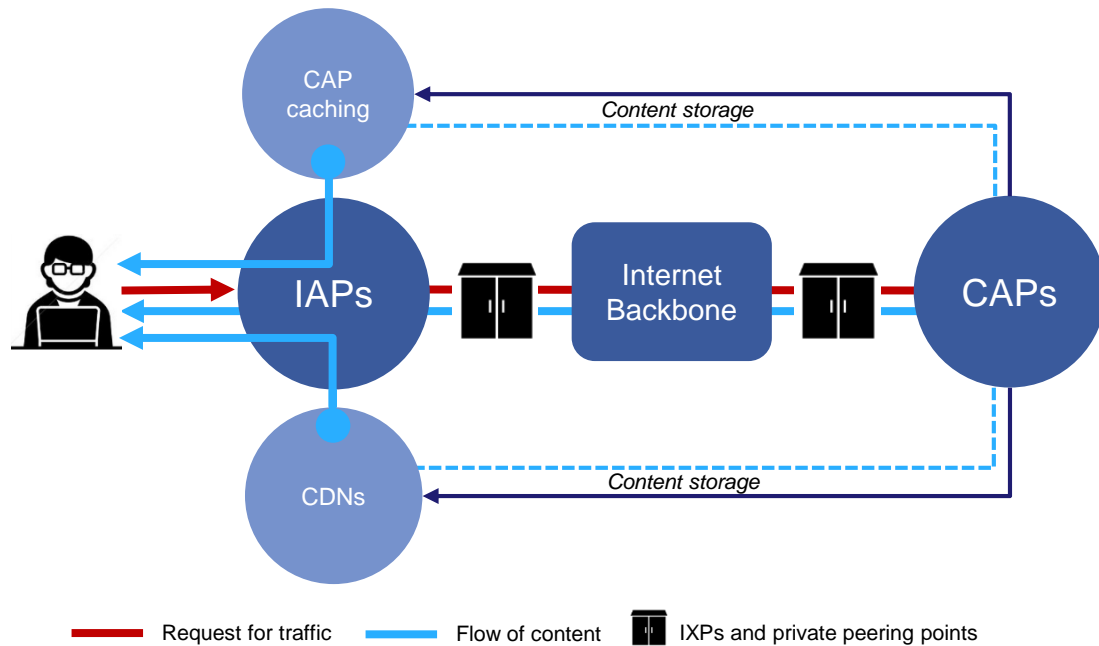 CAP
caching
Content storage
IAPs
Internet
Backbone
CAPs
CDNs
Content storage
Request for traffic
Flow of content
IXPs and private peering points